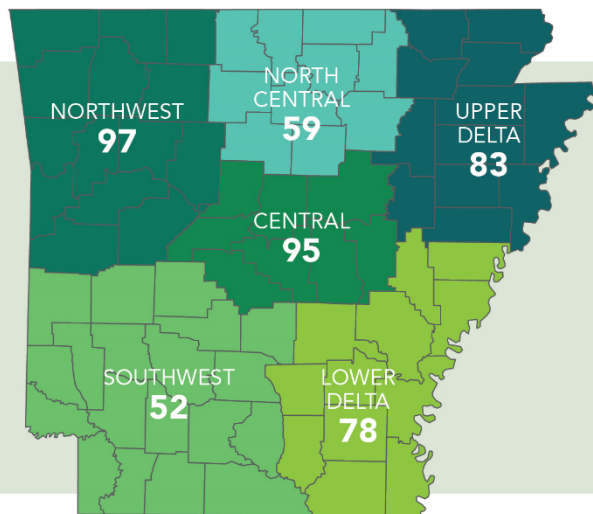 NORTHWEST
97
NORTH
CENTRAL
59
UPPER
DELTA
83
CENTRAL
95
SOUTHWEST
52
LOWER
DELTA
78